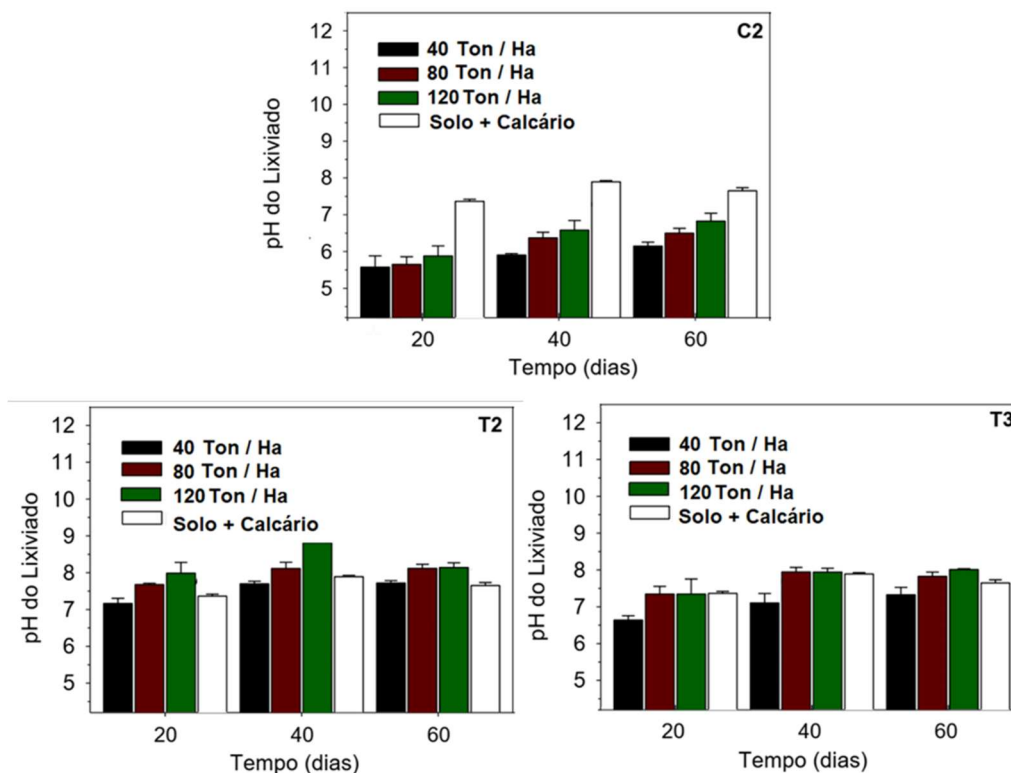 C2
12
11
10
9
8
7
6
5
pH do Lixiviado
40 Ton / Ha
80 Ton / Ha
120 Ton / Ha
Solo + Calcário
20 40 60
Tempo (dias)
T2
12
11
10
9
8
7
6
5
pH do Lixiviado
40 Ton / Ha
80 Ton / Ha
120 Ton / Ha
Solo + Calcário
20 40 60
Tempo (dias)
T3
12
11
10
9
8
7
6
5
pH do Lixiviado
40 Ton / Ha
80 Ton / Ha
120 Ton / Ha
Solo + Calcário
20 40 60
Tempo (dias)